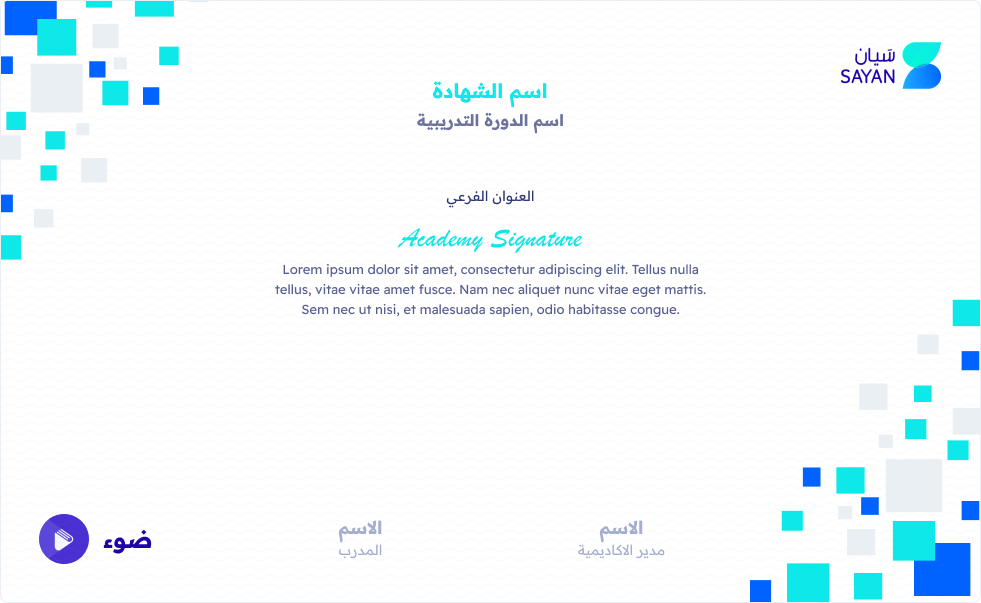 سَيان
SAYAN
اسم الشهادة
اسم الدورة التدريبية
العنوان الفرعي
Academy Signature
Lorem ipsum dolor sit amet, consectetur adipiscing elit. Tellus nulla
tellus, vitae vitae amet fusce. Nam nec aliquet nunc vitae eget mattis.
Sem nec ut nisi, et malesuada sapien, odio habitasse congue.
الاسم
مدير الاكاديمية
الاسم
المدرب
ضوء